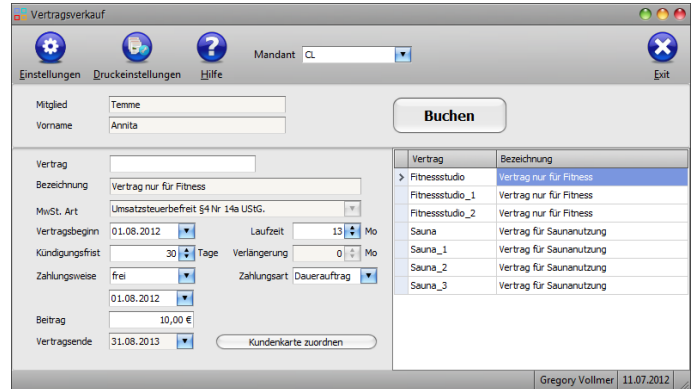 Vertragsverkauf
Einstellungen Druckeinstellungen Hilfe Mandant CL Exit
Mitglied Temme
Vorname Annita
Buchen
Vertrag
Bezeichnung Vertrag nur für Fitness
MwSt. Art Umsatzsteuerbefreit §4 Nr 14a UStG.
Vertragsbeginn 01.08.2012 Laufzeit 13 Mo
Kündigungsfrist 30 Tage Verlängerung 0 Mo
Zahlungsweise frei Zahlungsart Dauerauftrag
01.08.2012
Beitrag 10,00 €
Vertragsende 31.08.2013 Kundenkarte zuordnen
Vertrag Bezeichnung
Fitnessstudio Vertrag nur für Fitness
Fitnessstudio_1 Vertrag nur für Fitness
Fitnessstudio_2 Vertrag nur für Fitness
Sauna Vertrag für Saunanutzung
Sauna_1 Vertrag für Saunanutzung
Sauna_2 Vertrag für Saunanutzung
Sauna_3 Vertrag für Saunanutzung
Gregory Vollmer 11.07.2012